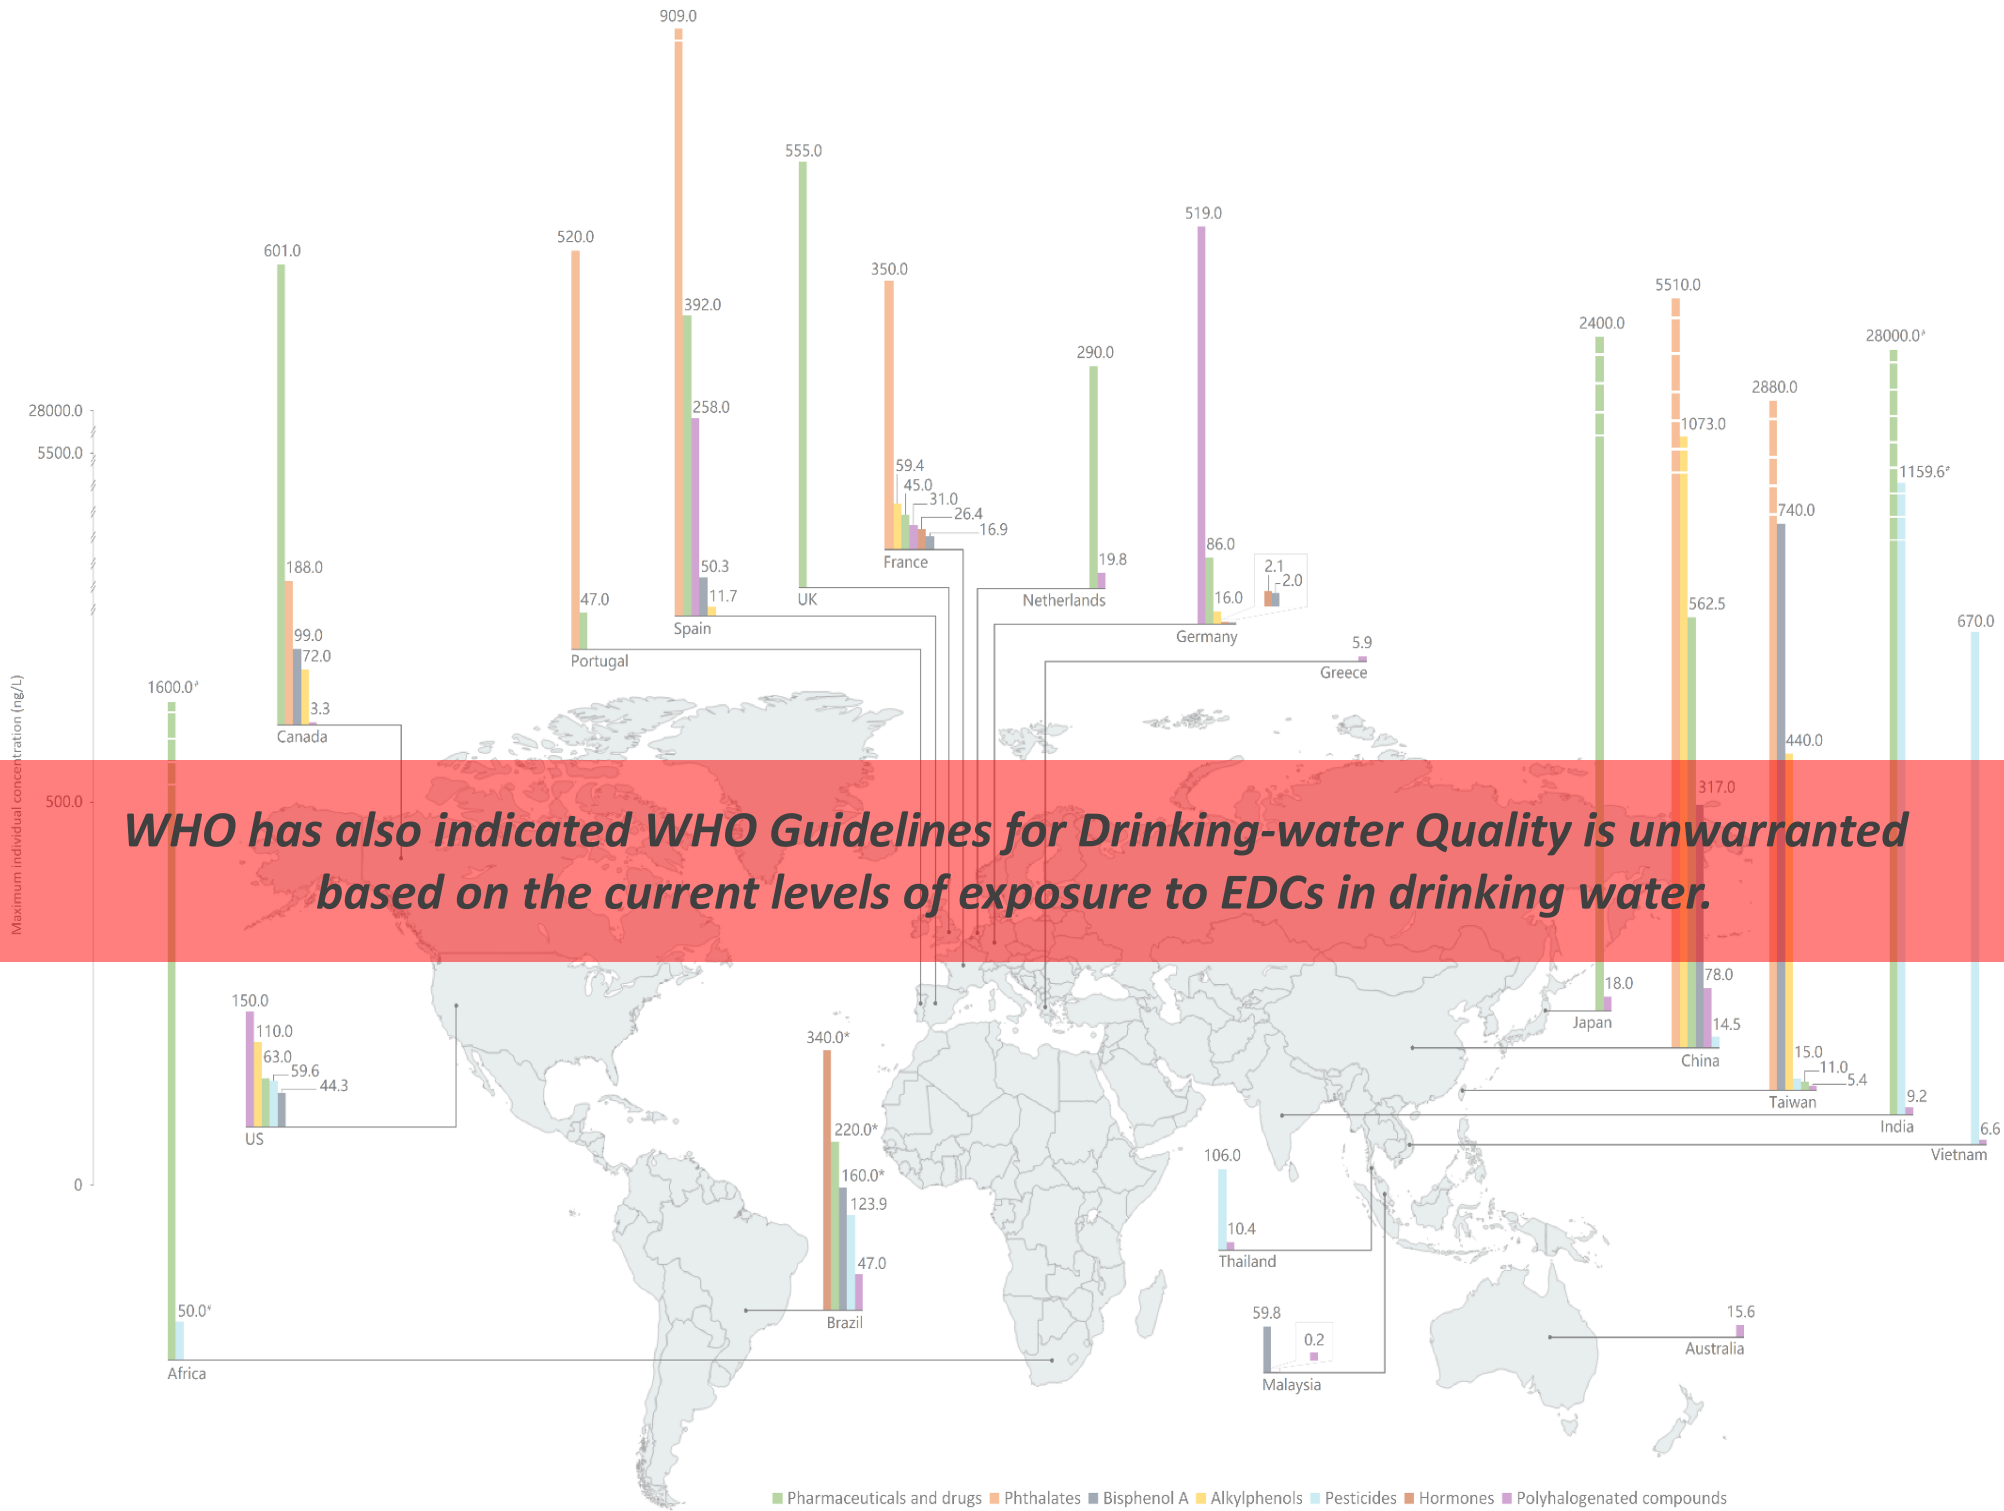 909.0
555.0
519.0
601.0
520.0
350.0
5510.0
392.0
2400.0
28000.0#
290.0
2880.0
28000.0
258.0
1073.0
5500.0
59.4
1159.6#
45.0
31.0
26.4
740.0
16.9
France
86.0
19.8
188.0
50.3
2.1
2.0
11.7
47.0
UK
Netherlands
16.0
562.5
Spain
Germany
670.0
99.0
72.0
Portugal
5.9
Greece
1600.0#
3.3
Canada
440.0
Maximum individual concentration (ng/L)
317.0
500.0
WHO has also indicated WHO Guidelines for Drinking-water Quality is unwarranted
based on the current levels of exposure to EDCs in drinking water.
150.0
18.0
78.0
110.0
Japan
14.5
63.0
340.0*
China
59.6
15.0
44.3
11.0
5.4
Taiwan
9.2
US
220.0*
India
6.6
106.0
Vietnam
160.0*
0
123.9
10.4
Thailand
47.0
50.0#
59.8
15.6
Brazil
0.2
Australia
Africa
Malaysia
Pharmaceuticals and drugs Phthalates Bisphenol A Alkylphenols Pesticides Hormones Polyhalogenated compounds